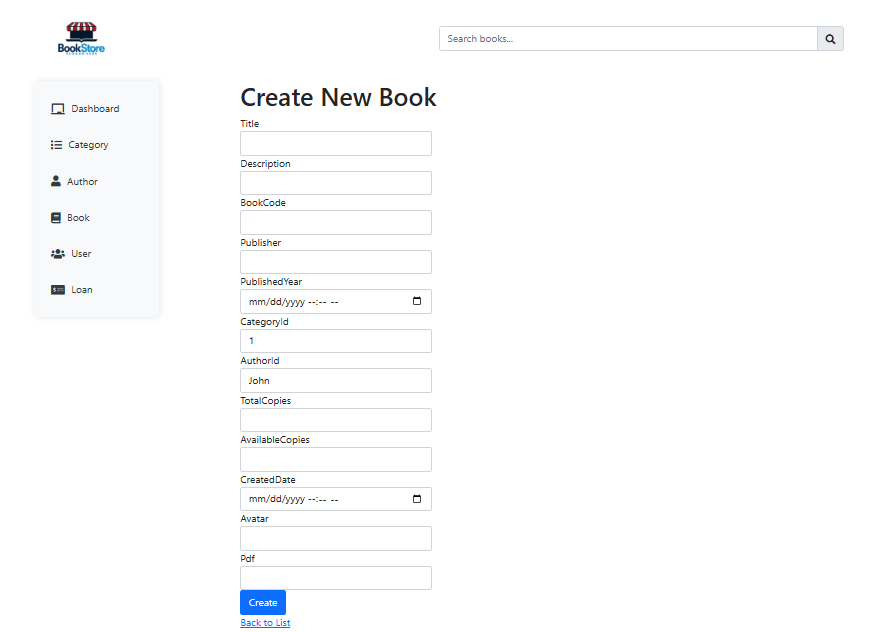 BookStore
Search books...
Dashboard
Category
Author
Book
User
Loan
Create New Book
Title
Description
BookCode
Publisher
PublishedYear
mm/dd/yyyy --:-- --
CategoryId
1
AuthorId
John
TotalCopies
AvailableCopies
CreatedDate
mm/dd/yyyy --:-- --
Avatar
Pdf
Create
Back to List